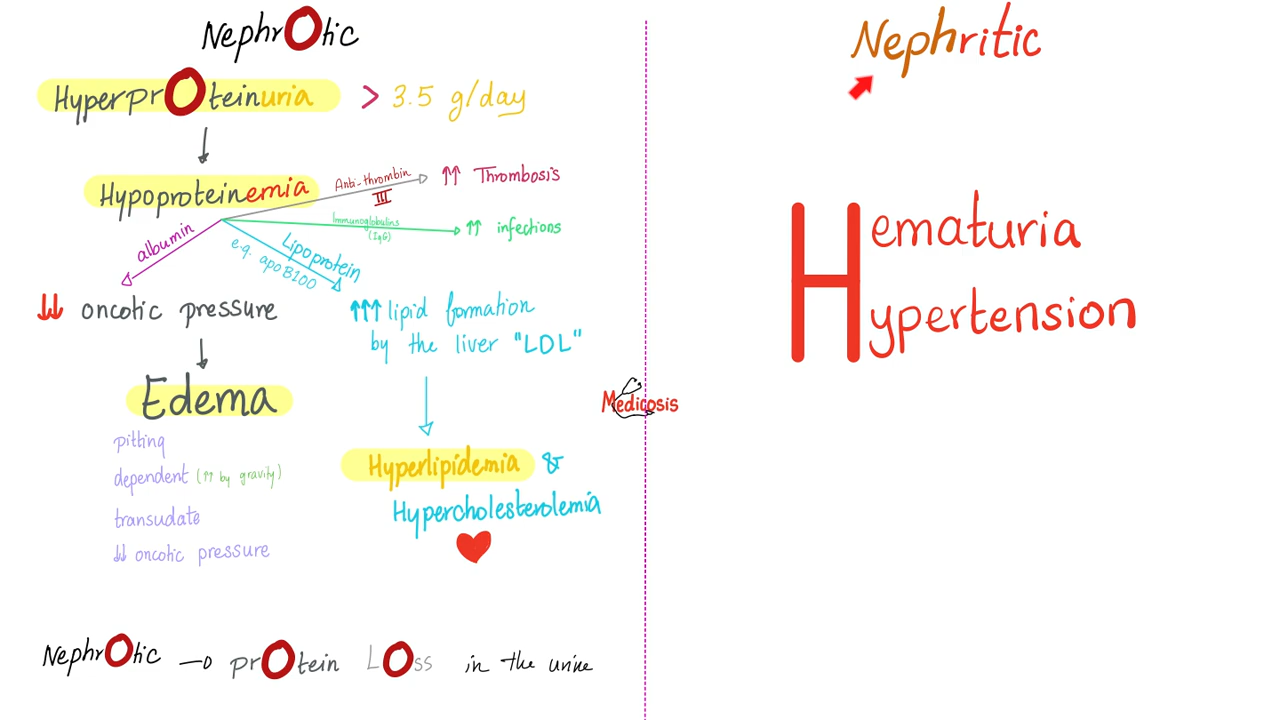 NephrOtic
HyperprOteinuria > 3.5 g/day
Hypoproteinemia
Anti-thrombin III
↑↑ Thrombosis
Immunoglobulins (IgG)
↑↑ infections
albumin
Lipoprotein
e.g. apo B100
↓↓ oncotic pressure
↑↑↑ lipid formation
by the liver "LDL"
Edema
pitting
dependent (↑↑ by gravity)
transudate
↓↓ oncotic pressure
Hyperlipidemia &
Hypercholesterolemia
NephrOtic → prOtein LOss in the urine
Medicosis
Nephritic
Hematuria
Hypertension